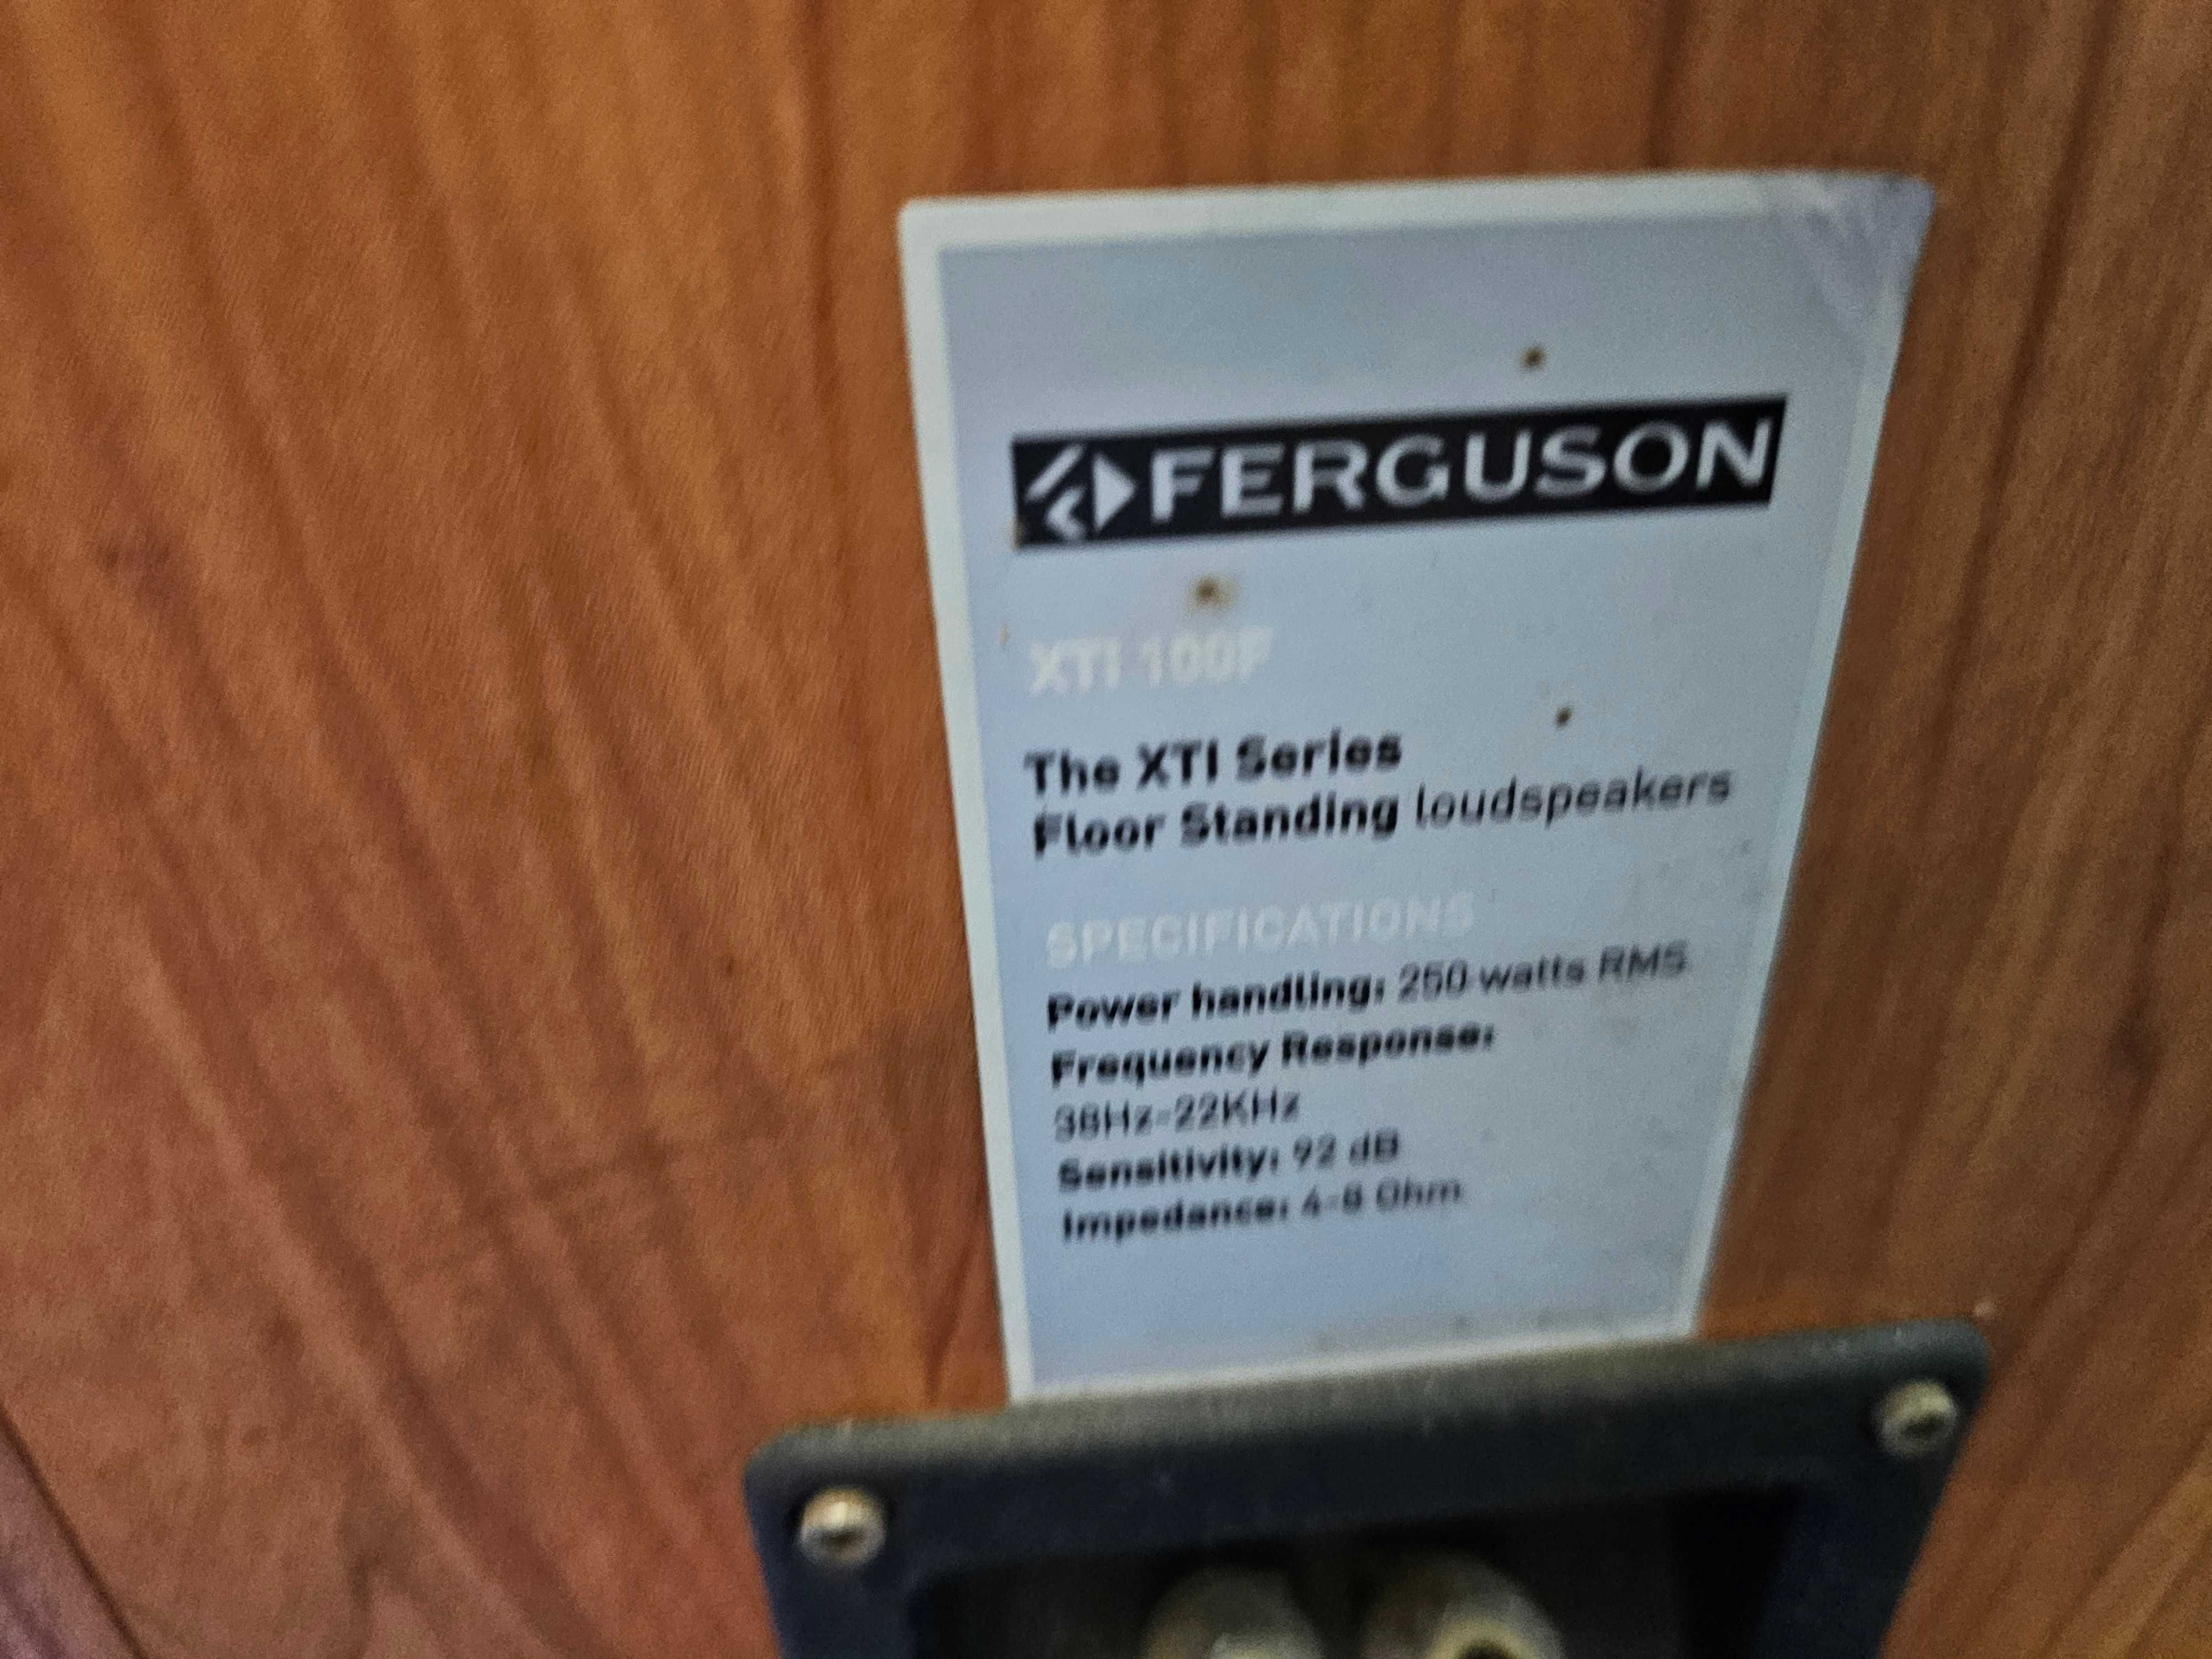 FERGUSON
XTI 100F
The XTI Series
Floor Standing loudspeakers
SPECIFICATIONS
Power handling: 250 watts RMS
Frequency Response:
38Hz-22KHz
Sensitivity: 92 dB
Impedance: 4-8 Ohm